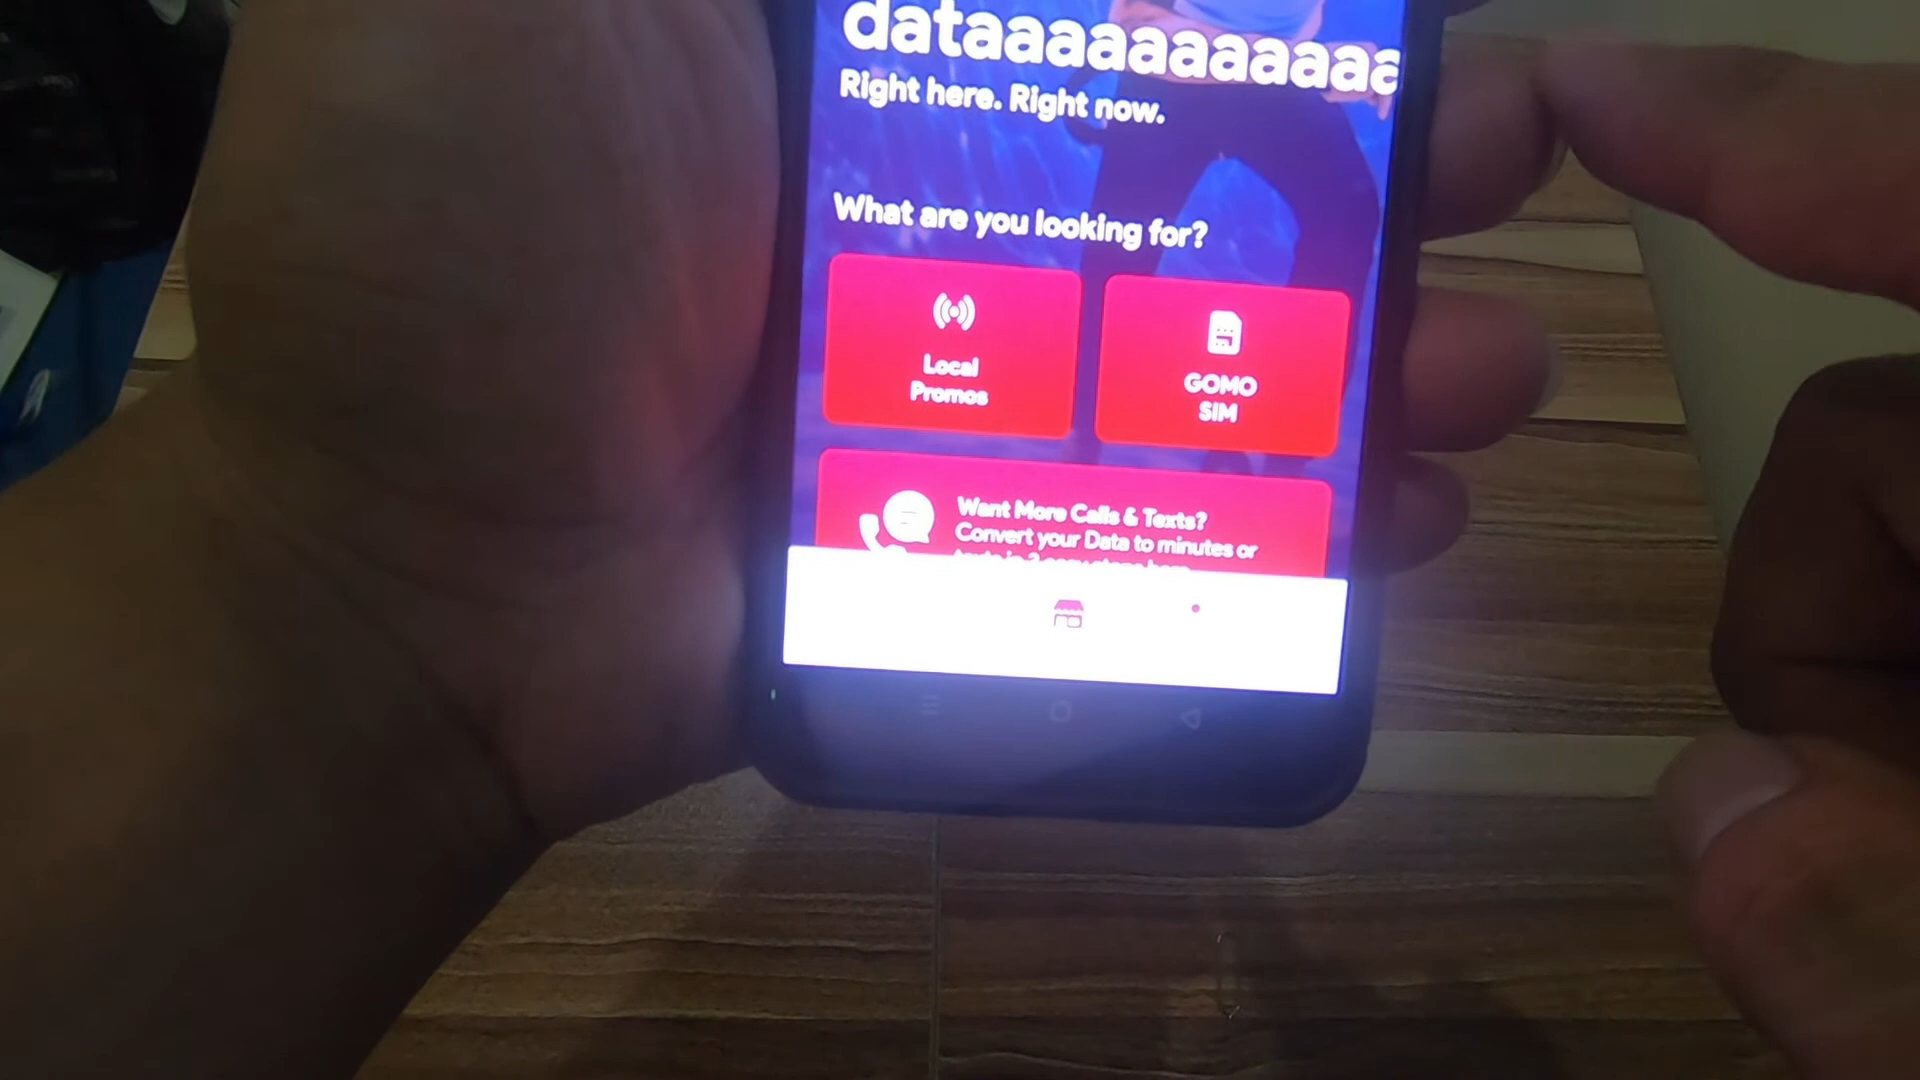 dataaaaaaaaaaa
Right here. Right now.
What are you looking for?
Local
Promos
GOMO
SIM
Want More Calls & Texts?
Convert your Data to minutes or